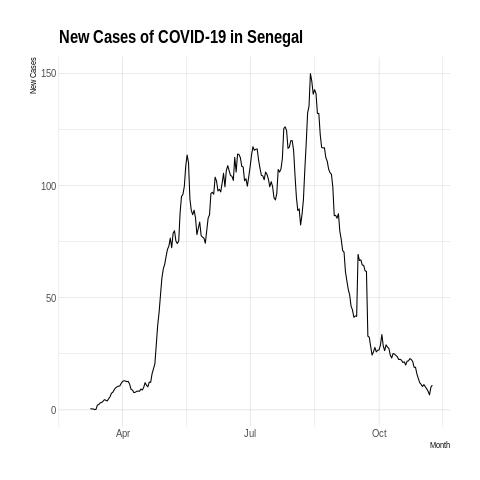 New Cases of COVID-19 in Senegal
New Cases
150
100
50
0
Apr
Jul
Oct
Month